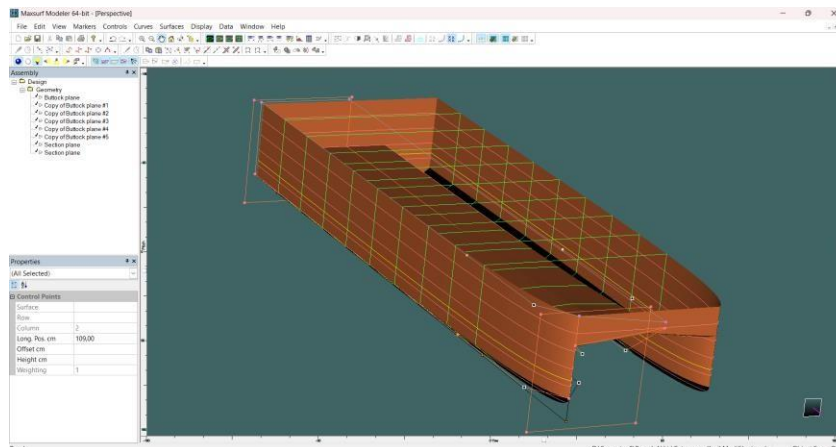 Maxsurf Modeler 64-bit - [Perspective]
File Edit View Markers Controls Curves Surfaces Display Data Window Help
Assembly
Design
Geometry
Buttock plane
Copy of Buttock plane #1
Copy of Buttock plane #2
Copy of Buttock plane #3
Copy of Buttock plane #4
Copy of Buttock plane #5
Section plane
Section plane
Properties
(All Selected)
Control Points
Surface
Row
Column 2
Long. Pos. cm 109,00
Offset cm
Height cm
Weighting 1